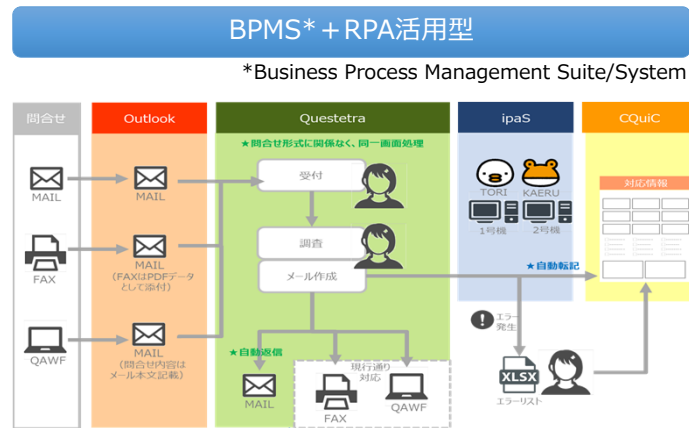 BPMS*＋RPA活用型
*Business Process Management Suite/System
問合せ
Outlook
Questetra
ipaS
CQuiC
★問合せ形式に関係なく、同一画面処理
受付
MAIL
MAIL
TORI
KAERU
1号機
2号機
対応情報
調査
メール作成
FAX
MAIL
(FAXはPDFデータ
として添付)
★自動転記
エラー
発生
QAWF
MAIL
(問合せ内容は
メール本文記載)
★自動返信
現行通り
対応
MAIL
FAX
QAWF
XLSX
エラーリスト